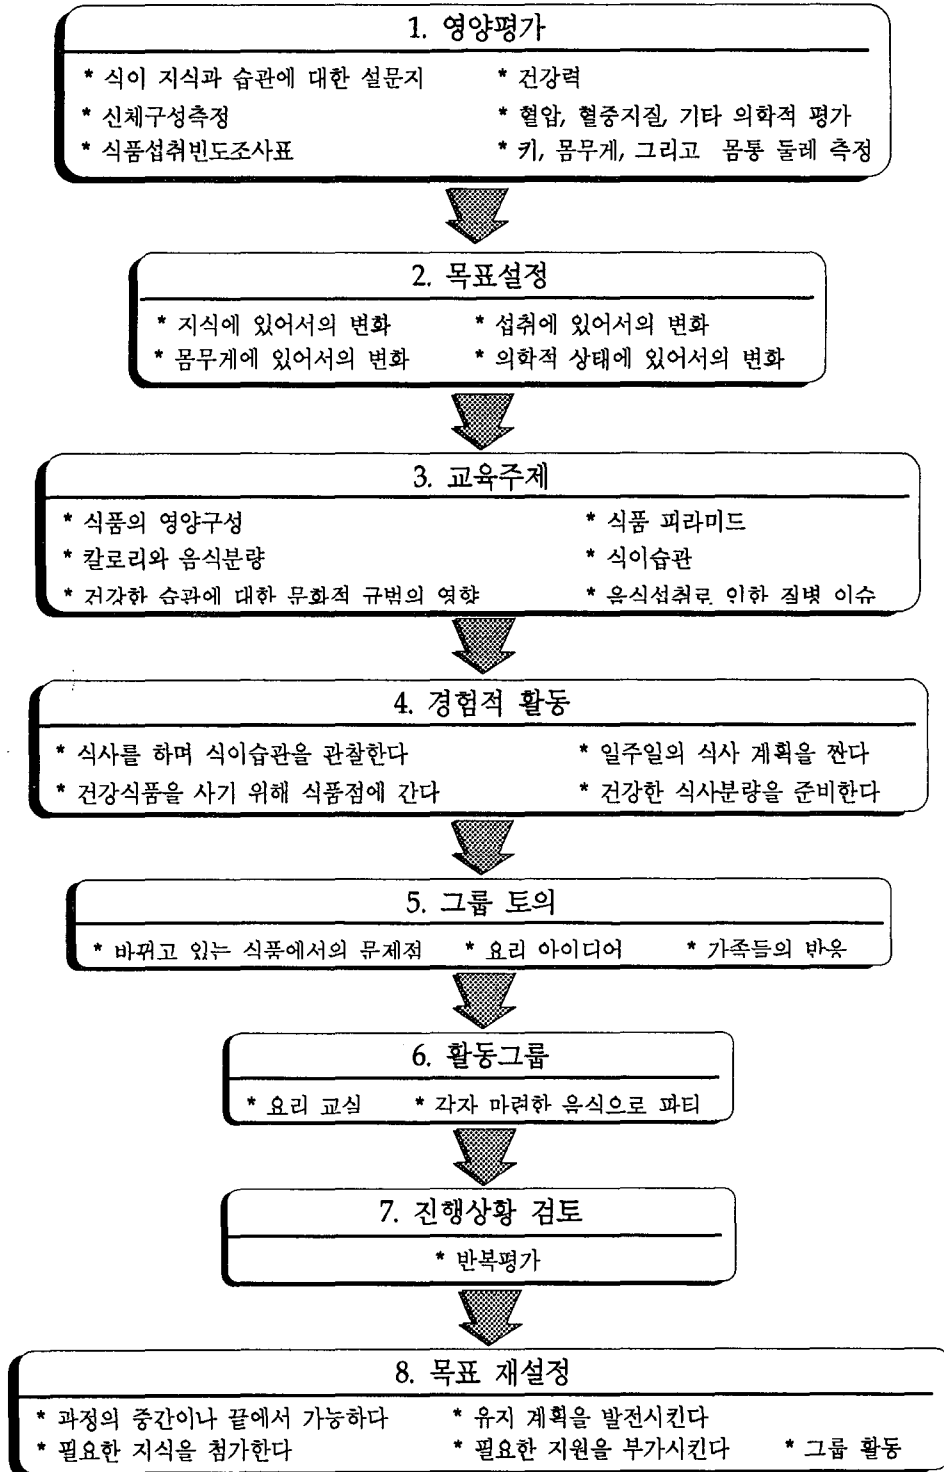 1. 영양평가
* 식이 지식과 습관에 대한 설문지 * 건강력
* 신체구성측정 * 혈압, 혈중지질, 기타 의학적 평가
* 식품섭취빈도조사표 * 키, 몸무게, 그리고 몸통 둘레 측정
2. 목표설정
* 지식에 있어서의 변화 * 섭취에 있어서의 변화
* 몸무게에 있어서의 변화 * 의학적 상태에 있어서의 변화
3. 교육주제
* 식품의 영양구성 * 식품 피라미드
* 칼로리와 음식분량 * 식이습관
* 건강한 습관에 대한 문화적 규범의 영향 * 음식섭취로 인한 질병 이슈
4. 경험적 활동
* 식사를 하며 식이습관을 관찰한다 * 일주일의 식사 계획을 짠다
* 건강식품을 사기 위해 식품점에 간다 * 건강한 식사분량을 준비한다
5. 그룹 토의
* 바뀌고 있는 식품에서의 문제점 * 요리 아이디어 * 가족들의 반응
6. 활동그룹
* 요리 교실 * 각자 마련한 음식으로 파티
7. 진행상황 검토
* 반복평가
8. 목표 재설정
* 과정의 중간이나 끝에서 가능하다 * 유지 계획을 발전시킨다
* 필요한 지식을 첨가한다 * 필요한 지원을 부가시킨다 * 그룹 활동